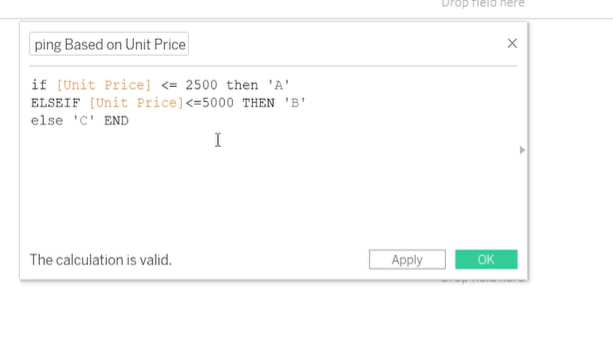 Drop field here
ping Based on Unit Price
if [Unit Price] <= 2500 then 'A'
ELSEIF [Unit Price]<=5000 THEN 'B'
else 'C' END
The calculation is valid.
Apply
OK